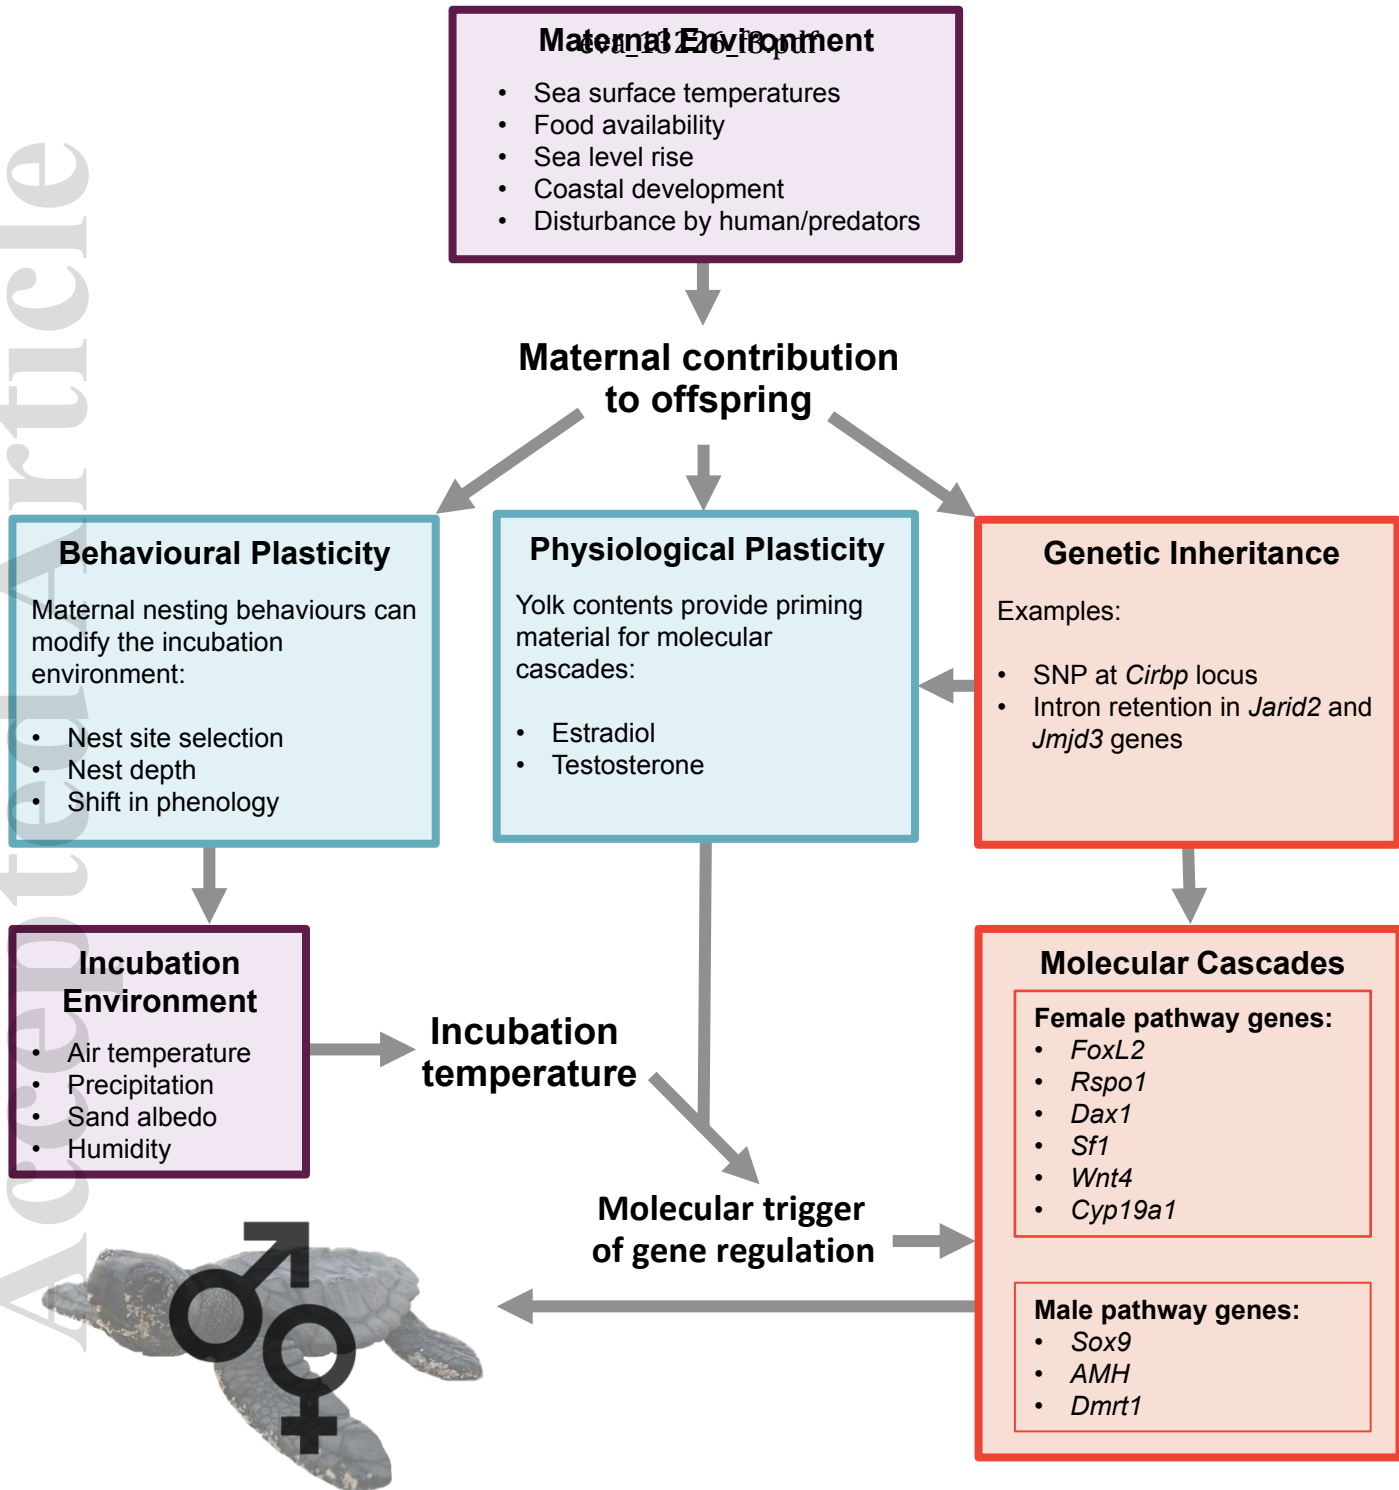 Maternal Environment
eva_13226_f3.pdf
• Sea surface temperatures
• Food availability
• Sea level rise
• Coastal development
• Disturbance by human/predators
Maternal contribution
to offspring
Behavioural Plasticity
Maternal nesting behaviours can
modify the incubation
environment:
• Nest site selection
• Nest depth
• Shift in phenology
Physiological Plasticity
Yolk contents provide priming
material for molecular
cascades:
• Estradiol
• Testosterone
Genetic Inheritance
Examples:
• SNP at Cirbp locus
• Intron retention in Jarid2 and
Jmjd3 genes
Incubation
Environment
• Air temperature
• Precipitation
• Sand albedo
• Humidity
Incubation
temperature
Molecular trigger
of gene regulation
Molecular Cascades
Female pathway genes:
• FoxL2
• Rspo1
• Dax1
• Sf1
• Wnt4
• Cyp19a1
Male pathway genes:
• Sox9
• AMH
• Dmrt1
Accepted Article